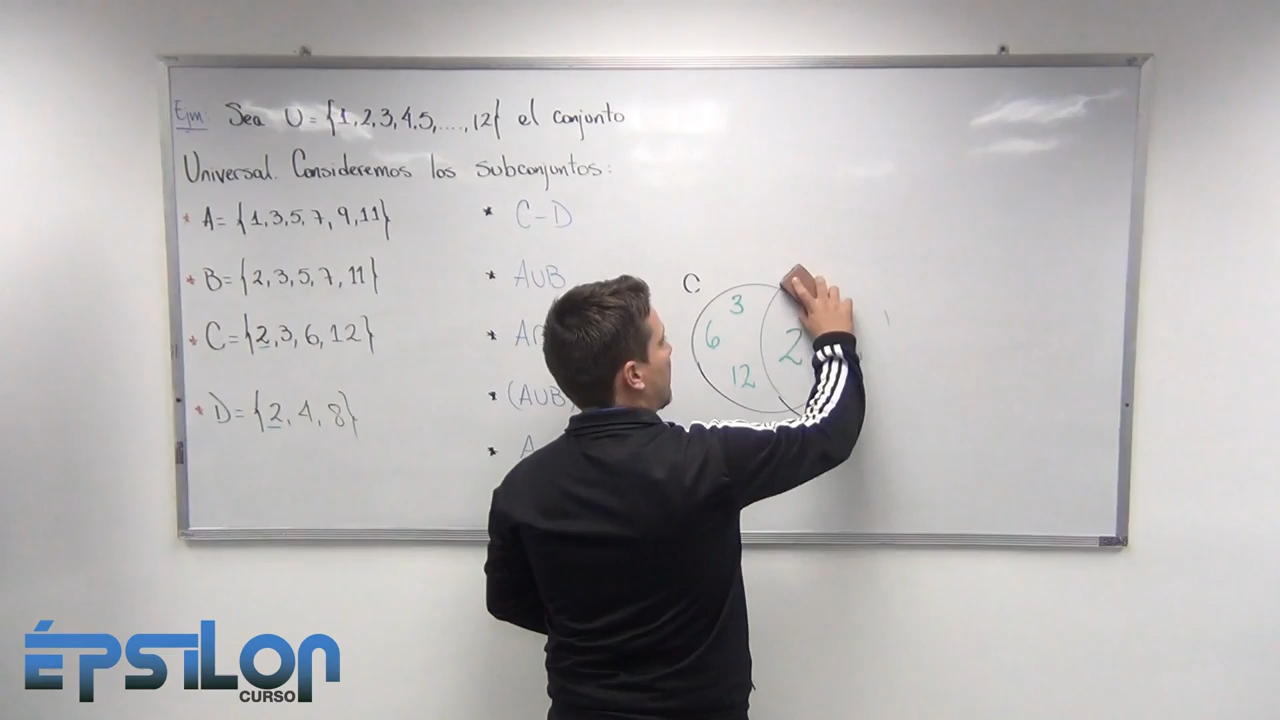 Ejm: Sea U = {1,2,3,4,5,....,12} el conjunto
Universal. Consideremos los subconjuntos:
* A = {1,3,5,7,9,11}
* B = {2,3,5,7,11}
* C = {2,3,6,12}
* D = {2,4,8}
* C-D
* A∪B
* A
* (A∪B)
* A
C
3
6
2
12
ÉPSILON
CURSO